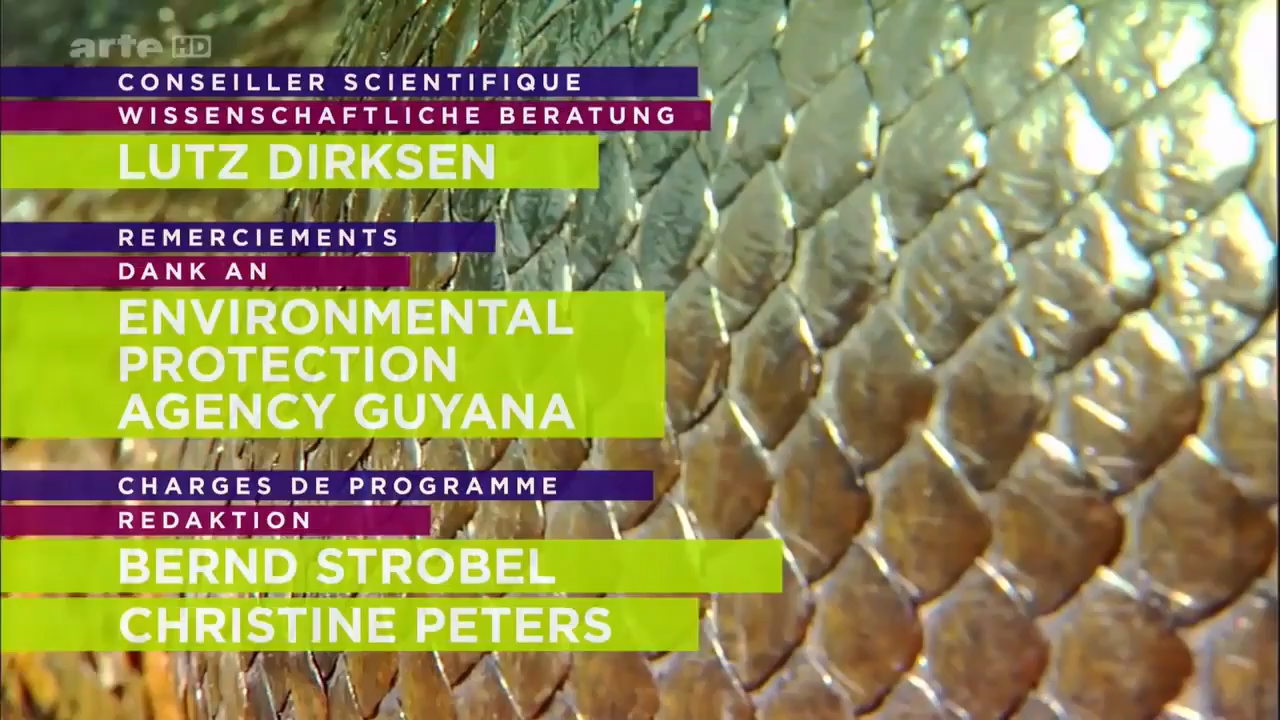 arte HD
CONSEILLER SCIENTIFIQUE
WISSENSCHAFTLICHE BERATUNG
LUTZ DIRKSEN
REMERCIEMENTS
DANK AN
ENVIRONMENTAL
PROTECTION
AGENCY GUYANA
CHARGES DE PROGRAMME
REDAKTION
BERND STROBEL
CHRISTINE PETERS